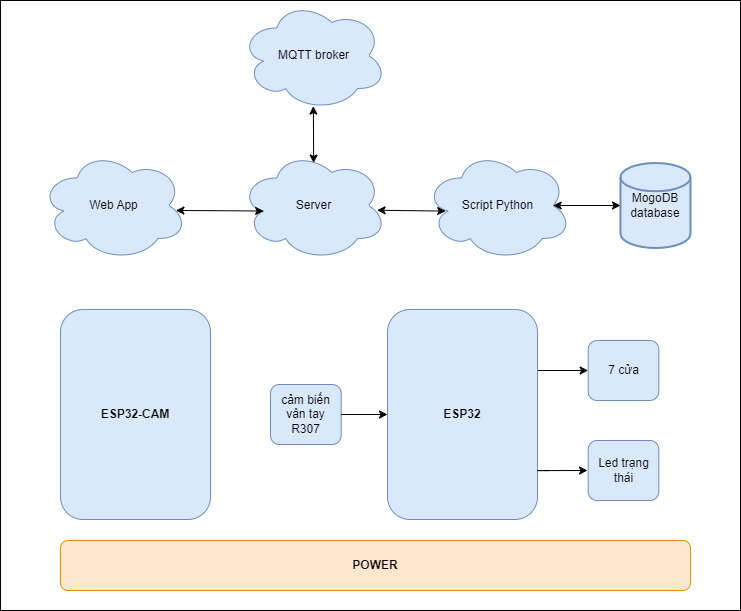 MQTT broker
Web App
Server
Script Python
MogoDB
database
ESP32-CAM
cảm biến
vân tay
R307
ESP32
7 cửa
Led trạng
thái
POWER